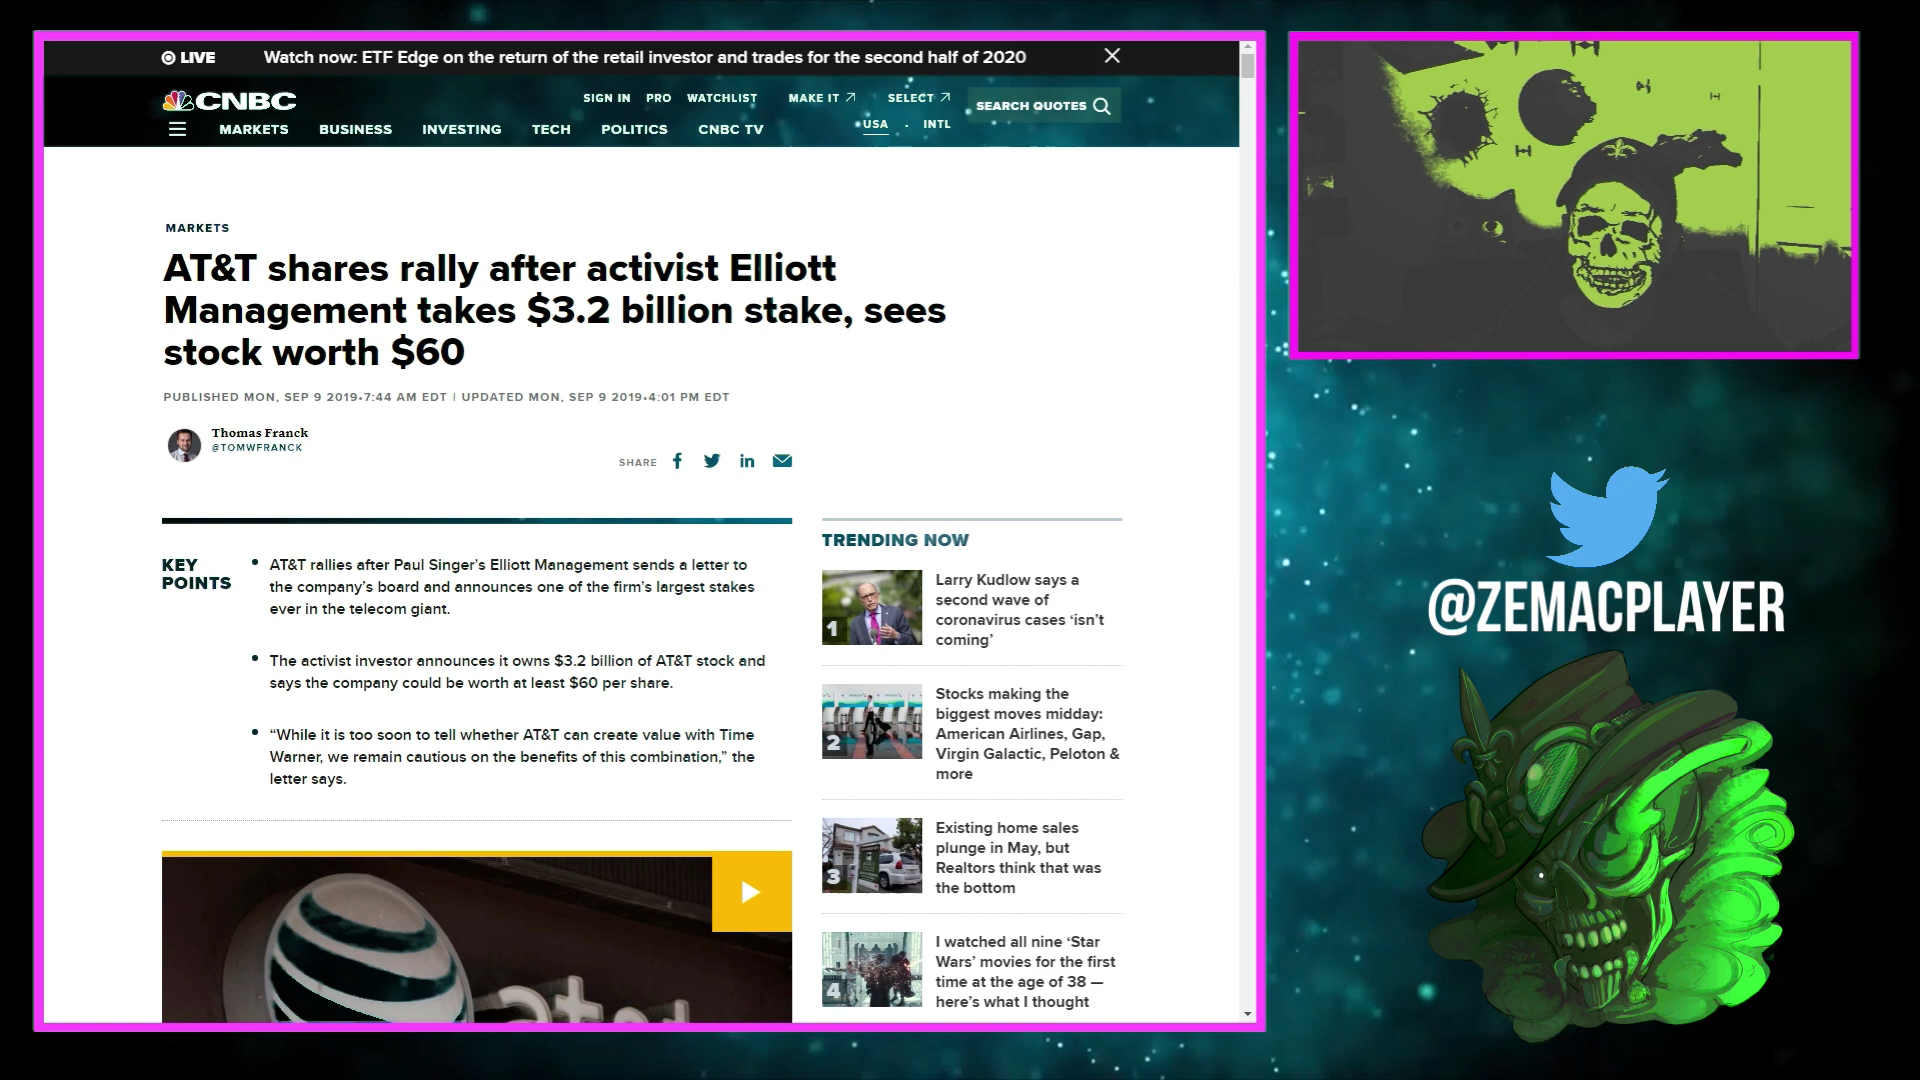 LIVE
Watch now: ETF Edge on the return of the retail investor and trades for the second half of 2020
CNBC
SIGN IN PRO WATCHLIST MAKE IT SELECT
SEARCH QUOTES
USA · INTL
MARKETS BUSINESS INVESTING TECH POLITICS CNBC TV
MARKETS
AT&T shares rally after activist Elliott
Management takes $3.2 billion stake, sees
stock worth $60
PUBLISHED MON, SEP 9 2019•7:44 AM EDT | UPDATED MON, SEP 9 2019•4:01 PM EDT
Thomas Franck
@TOMWFRANCK
SHARE
KEY
POINTS
• AT&T rallies after Paul Singer’s Elliott Management sends a letter to
the company’s board and announces one of the firm’s largest stakes
ever in the telecom giant.
• The activist investor announces it owns $3.2 billion of AT&T stock and
says the company could be worth at least $60 per share.
• “While it is too soon to tell whether AT&T can create value with Time
Warner, we remain cautious on the benefits of this combination,” the
letter says.
at&t
TRENDING NOW
1
Larry Kudlow says a
second wave of
coronavirus cases ‘isn’t
coming’
2
Stocks making the
biggest moves midday:
American Airlines, Gap,
Virgin Galactic, Peloton &
more
3
Existing home sales
plunge in May, but
Realtors think that was
the bottom
4
I watched all nine ‘Star
Wars’ movies for the first
time at the age of 38 —
here’s what I thought
@ZEMACPLAYER